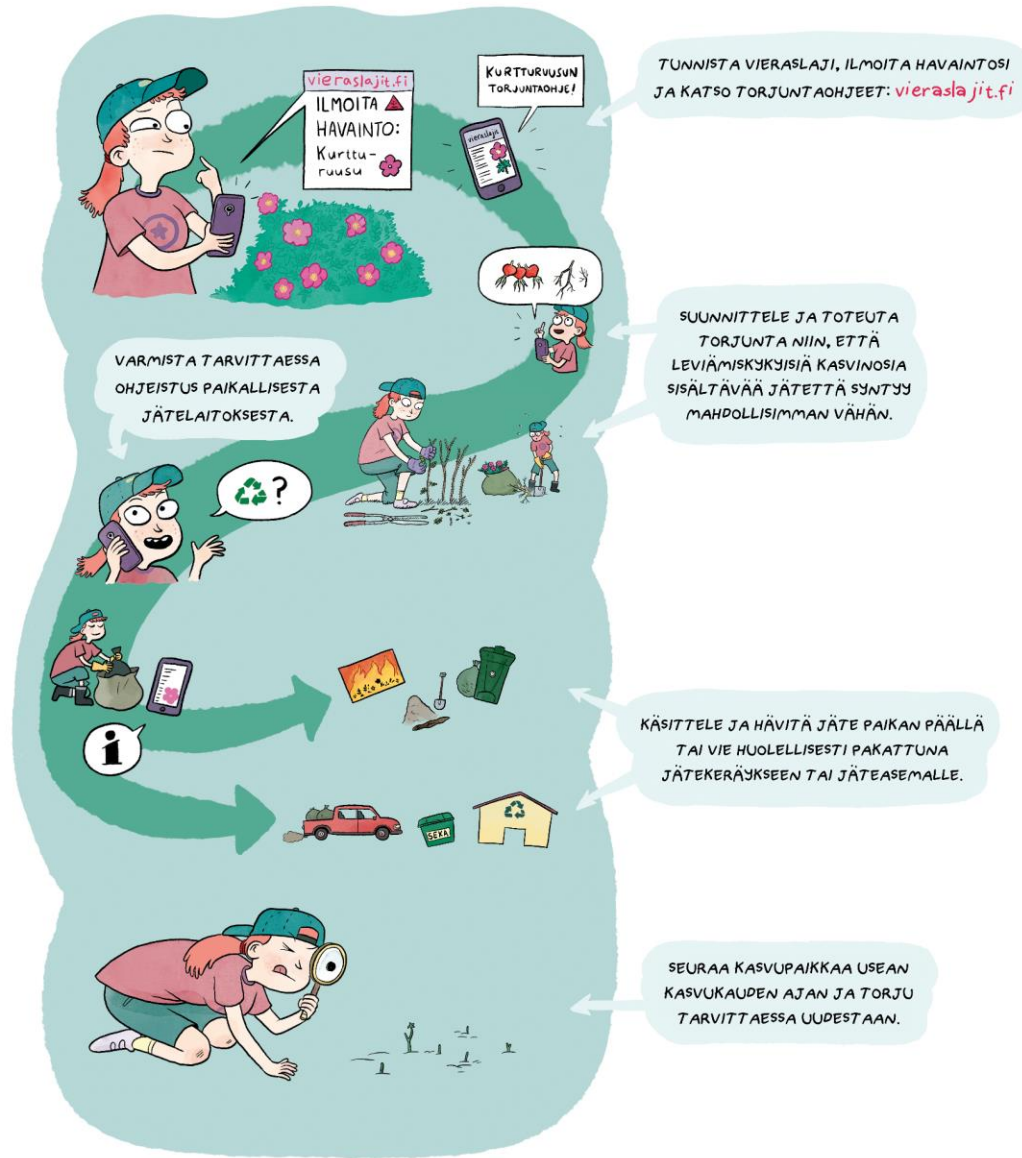 vieraslajit.fi
ILMOITA
HAVAINTO:
Kurttu-
ruusu
KURTTURUUSUN
TORJUNTAOHJE!
vieraslajit
TUNNISTA VIERASLAJI, ILMOITA HAVAINTOSI
JA KATSO TORJUNTAOHJEET: vieraslajit.fi
SUUNNITTELE JA TOTEUTA
TORJUNTA NIIN, ETTÄ
LEVIÄMISKYKYISIÄ KASVINOSIA
SISÄLTÄVÄÄ JÄTETTÄ SYNTYY
MAHDOLLISIMMAN VÄHÄN.
VARMISTA TARVITTAESSA
OHJEISTUS PAIKALLISESTA
JÄTELAITOKSESTA.
?
i
KÄSITTELE JA HÄVITÄ JÄTE PAIKAN PÄÄLLÄ
TAI VIE HUOLELLISESTI PAKATTUNA
JÄTEKERÄYKSEEN TAI JÄTEASEMALLE.
SEKA
SEURAA KASVUPAIKKAA USEAN
KASVUKAUDEN AJAN JA TORJU
TARVITTAESSA UUDESTAAN.